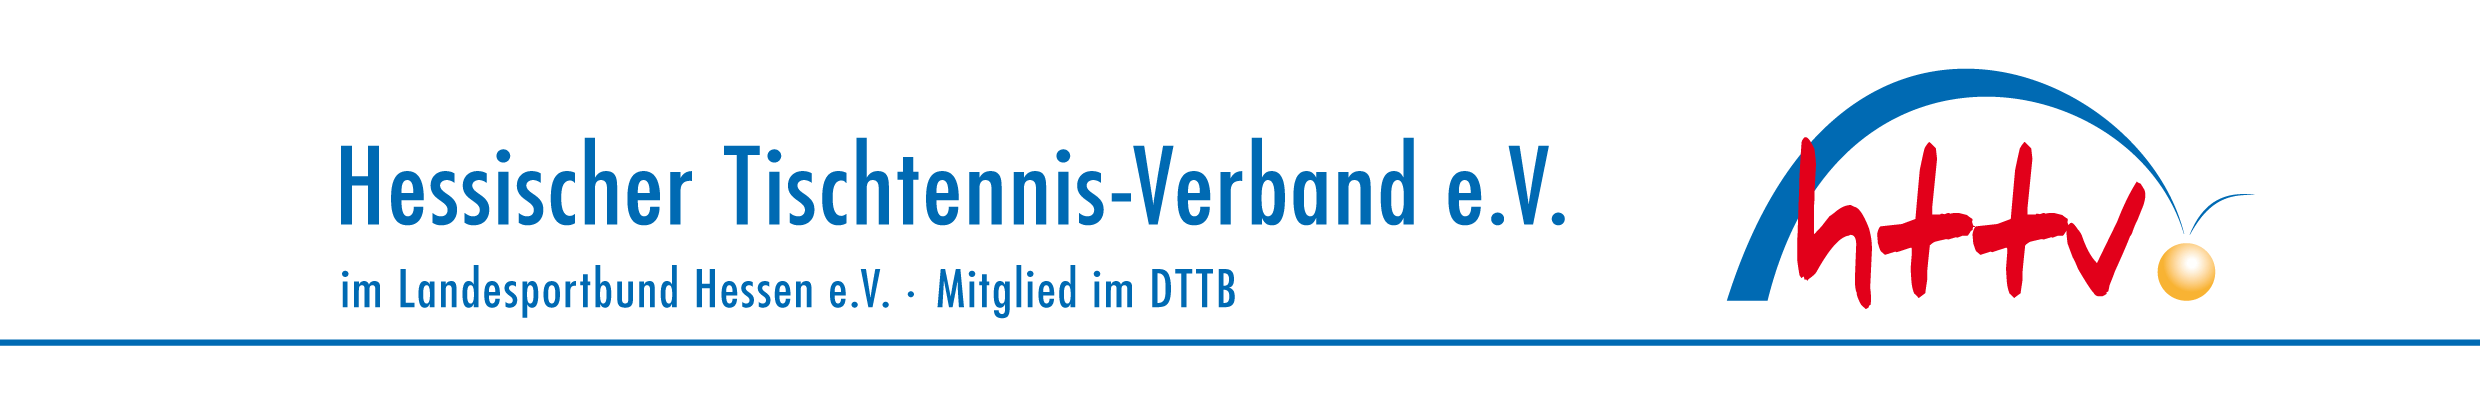 Hessischer Tischtennis-Verband e.V.
im Landesportbund Hessen e.V. · Mitglied im DTTB
httv